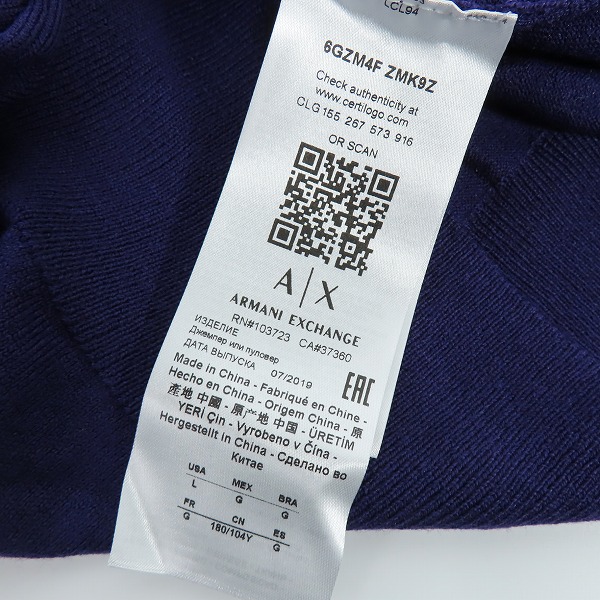 LCL94
6GZM4F ZMK9Z
Check authenticity at
www.certilogo.com
CLG 155 267 573 916
OR SCAN
A|X
ARMANI EXCHANGE
RN#103723 CA#37360
ИЗДЕЛИЕ
Джемпер или пуловер
ДАТА ВЫПУСКА 07/2019
EAC
Made in China - Fabriqué en Chine -
Hecho en China - Origem China - 原
產地 中國 - 原产地 中国 - ÜRETİM
YERİ Çin - Vyrobeno v Čína -
Hergestellt in China - Сделано во
Китае
USA MEX BRA
L G G
FR CN ES
G 180/104Y G